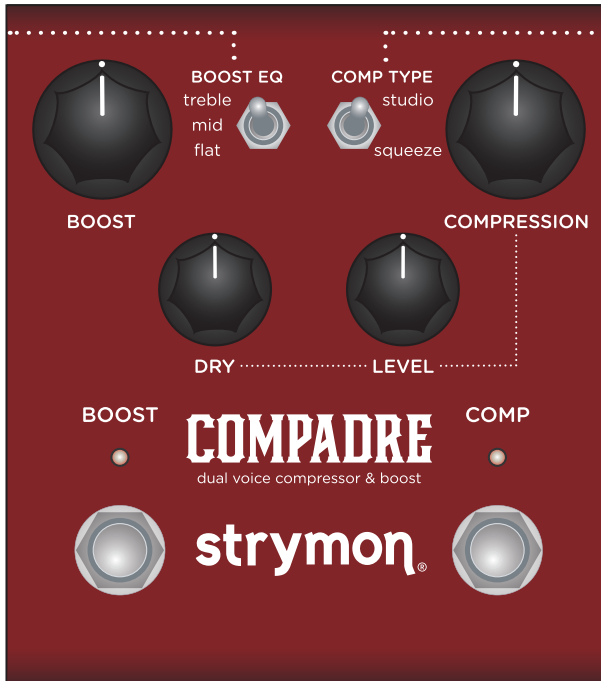 BOOST EQ
COMP TYPE
treble
studio
mid
flat
squeeze
BOOST
COMPRESSION
DRY
LEVEL
BOOST
COMP
COMPADRE
dual voice compressor & boost
strymon®